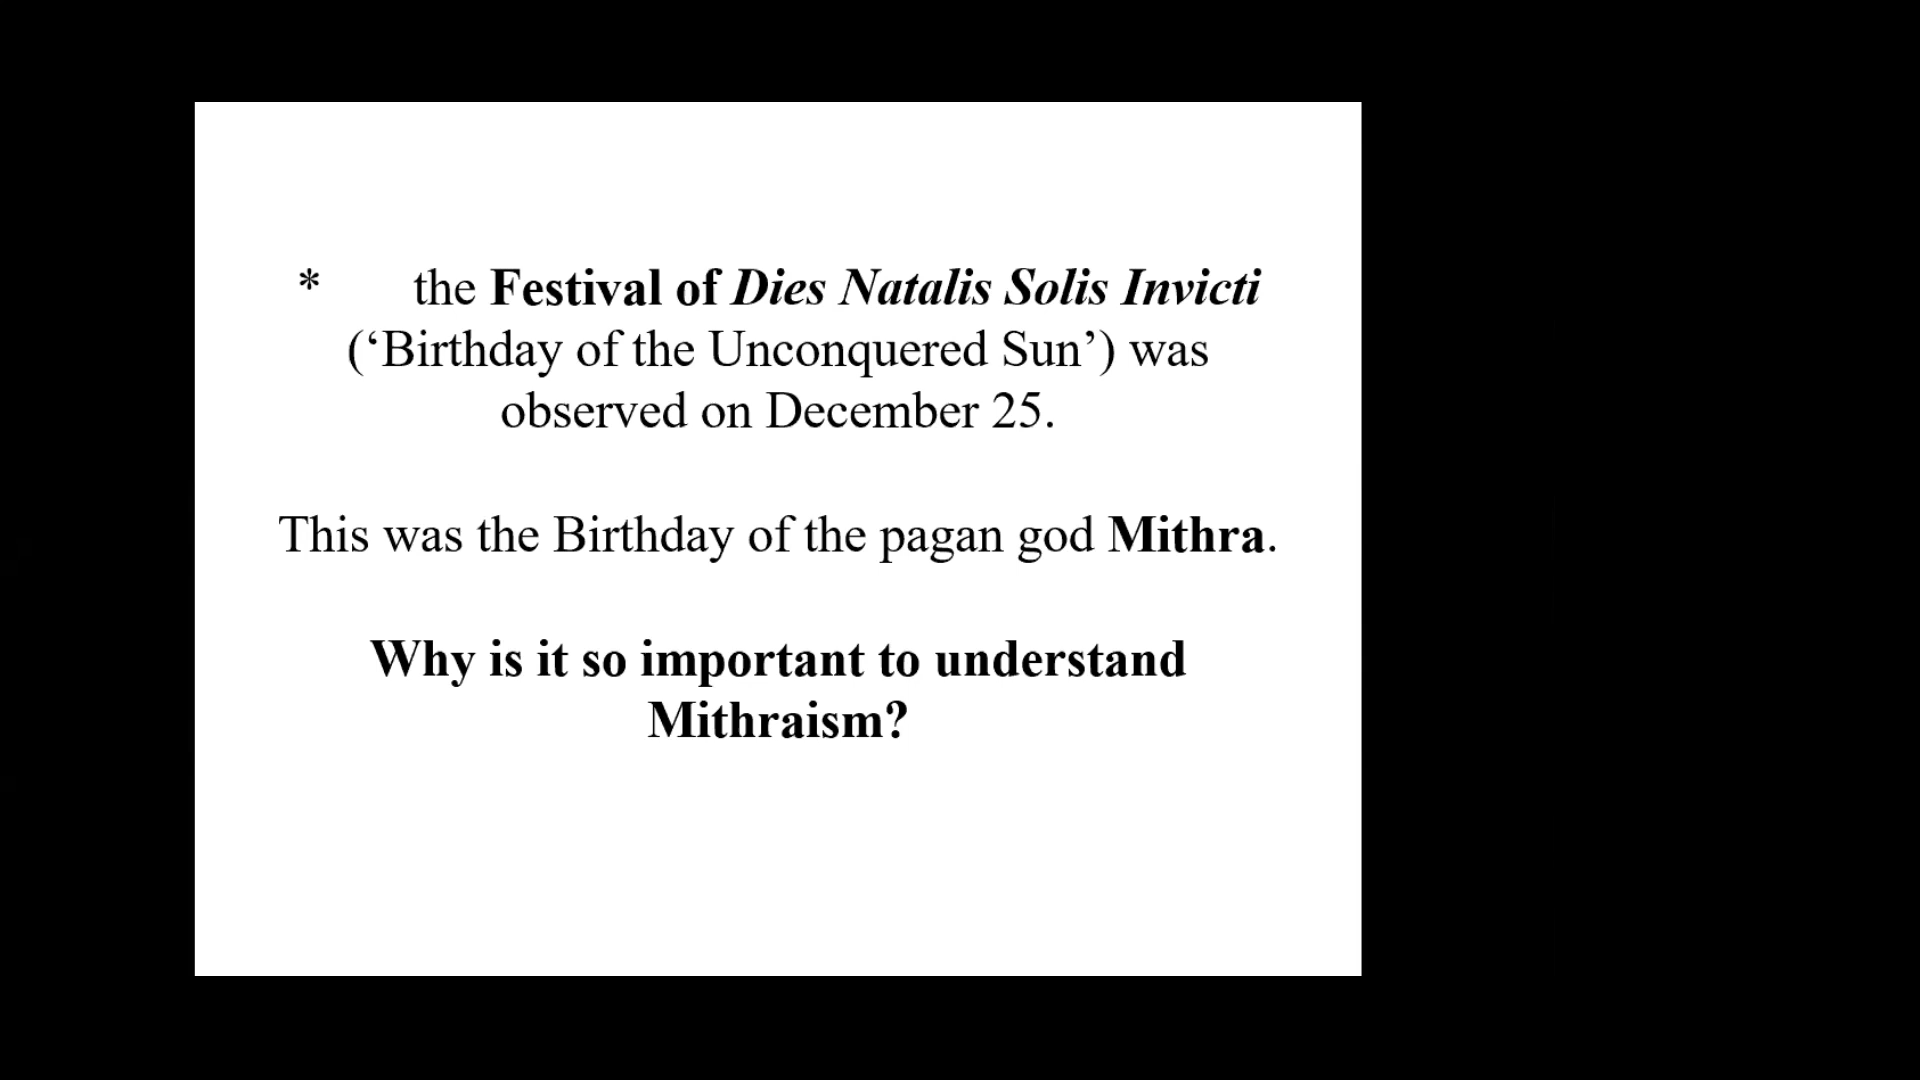 * the Festival of Dies Natalis Solis Invicti
(‘Birthday of the Unconquered Sun’) was
observed on December 25.
This was the Birthday of the pagan god Mithra.
Why is it so important to understand
Mithraism?